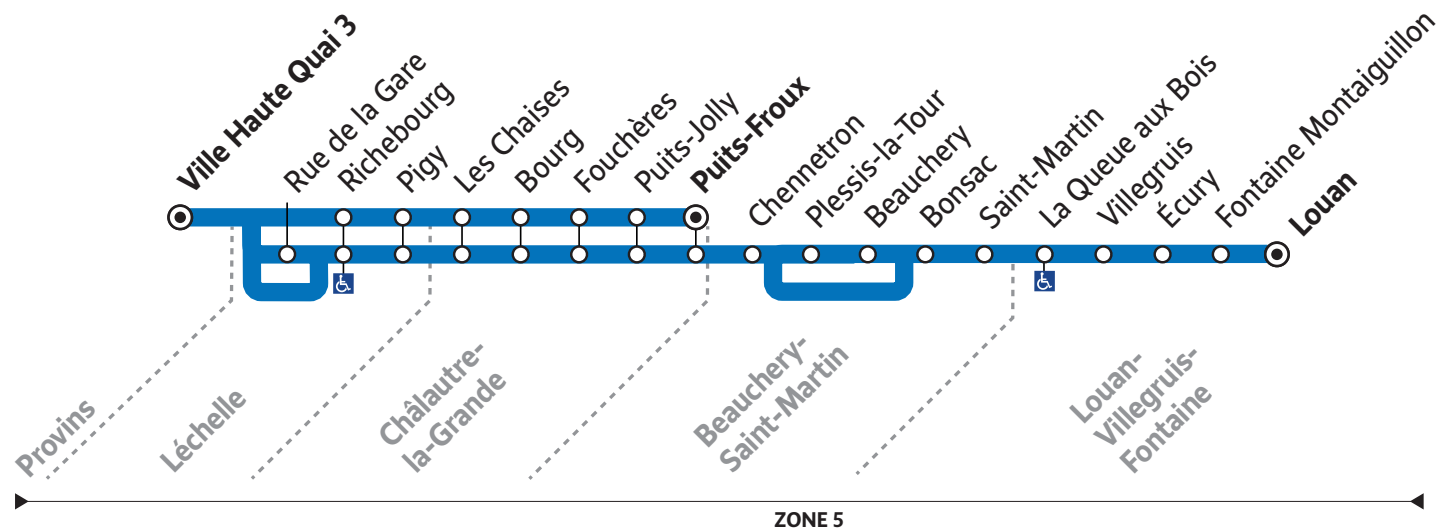 Ville Haute Quai 3
Rue de la Gare
Richebourg
Pigy
Les Chaises
Bourg
Fouchères
Puits-Jolly
Puits-Froux
Chennetron
Plessis-la-Tour
Beauchery
Bonsac
Saint-Martin
La Queue aux Bois
Villegruis
Écury
Fontaine Montaiguillon
Louan
Provins
Léchelle
Châlautre-
la-Grande
Beauchery-
Saint-Martin
Louan-
Villegruis-
Fontaine
ZONE 5